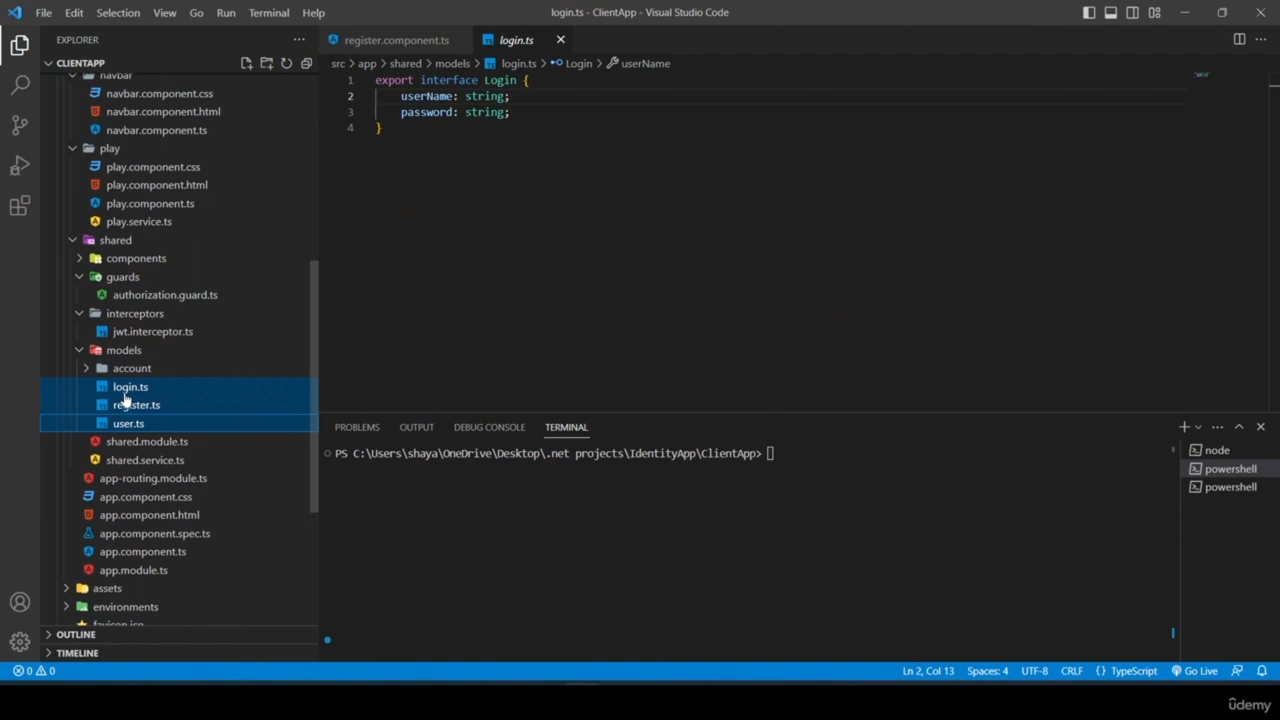 File Edit Selection View Go Run Terminal Help
login.ts - ClientApp - Visual Studio Code
EXPLORER
CLIENTAPP
navbar
navbar.component.css
navbar.component.html
navbar.component.ts
play
play.component.css
play.component.html
play.component.ts
play.service.ts
shared
components
guards
authorization.guard.ts
interceptors
jwt.interceptor.ts
models
account
login.ts
register.ts
user.ts
shared.module.ts
shared.service.ts
app-routing.module.ts
app.component.css
app.component.html
app.component.spec.ts
app.component.ts
app.module.ts
assets
environments
favicon.ico
OUTLINE
TIMELINE
register.component.ts login.ts
src > app > shared > models > login.ts > Login > userName
1 export interface Login {
2 userName: string;
3 password: string;
4 }
PROBLEMS OUTPUT DEBUG CONSOLE TERMINAL
PS C:\Users\shaya\OneDrive\Desktop\.net projects\IdentityApp\ClientApp>
node
powershell
powershell
0 0
Ln 2, Col 13 Spaces: 4 UTF-8 CRLF {} TypeScript Go Live
ûdemy